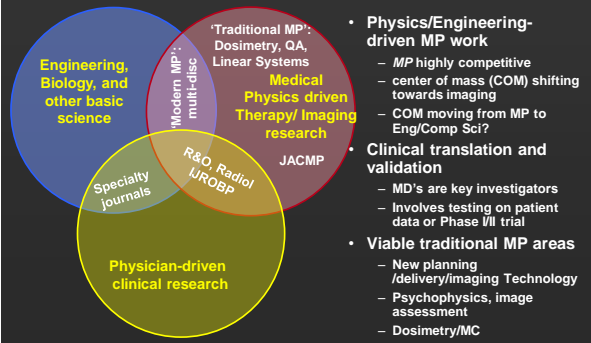 Engineering,
Biology, and
other basic
science
'Modern MP':
multi-disc
'Traditional MP':
Dosimetry, QA,
Linear Systems
Medical
Physics driven
Therapy/ Imaging
research
JACMP
R&O, Radiol
IJROBP
Specialty
journals
Physician-driven
clinical research
• Physics/Engineering-
driven MP work
– MP highly competitive
– center of mass (COM) shifting
towards imaging
– COM moving from MP to
Eng/Comp Sci?
• Clinical translation and
validation
– MD's are key investigators
– Involves testing on patient
data or Phase I/II trial
• Viable traditional MP areas
– New planning
/delivery/imaging Technology
– Psychophysics, image
assessment
– Dosimetry/MC